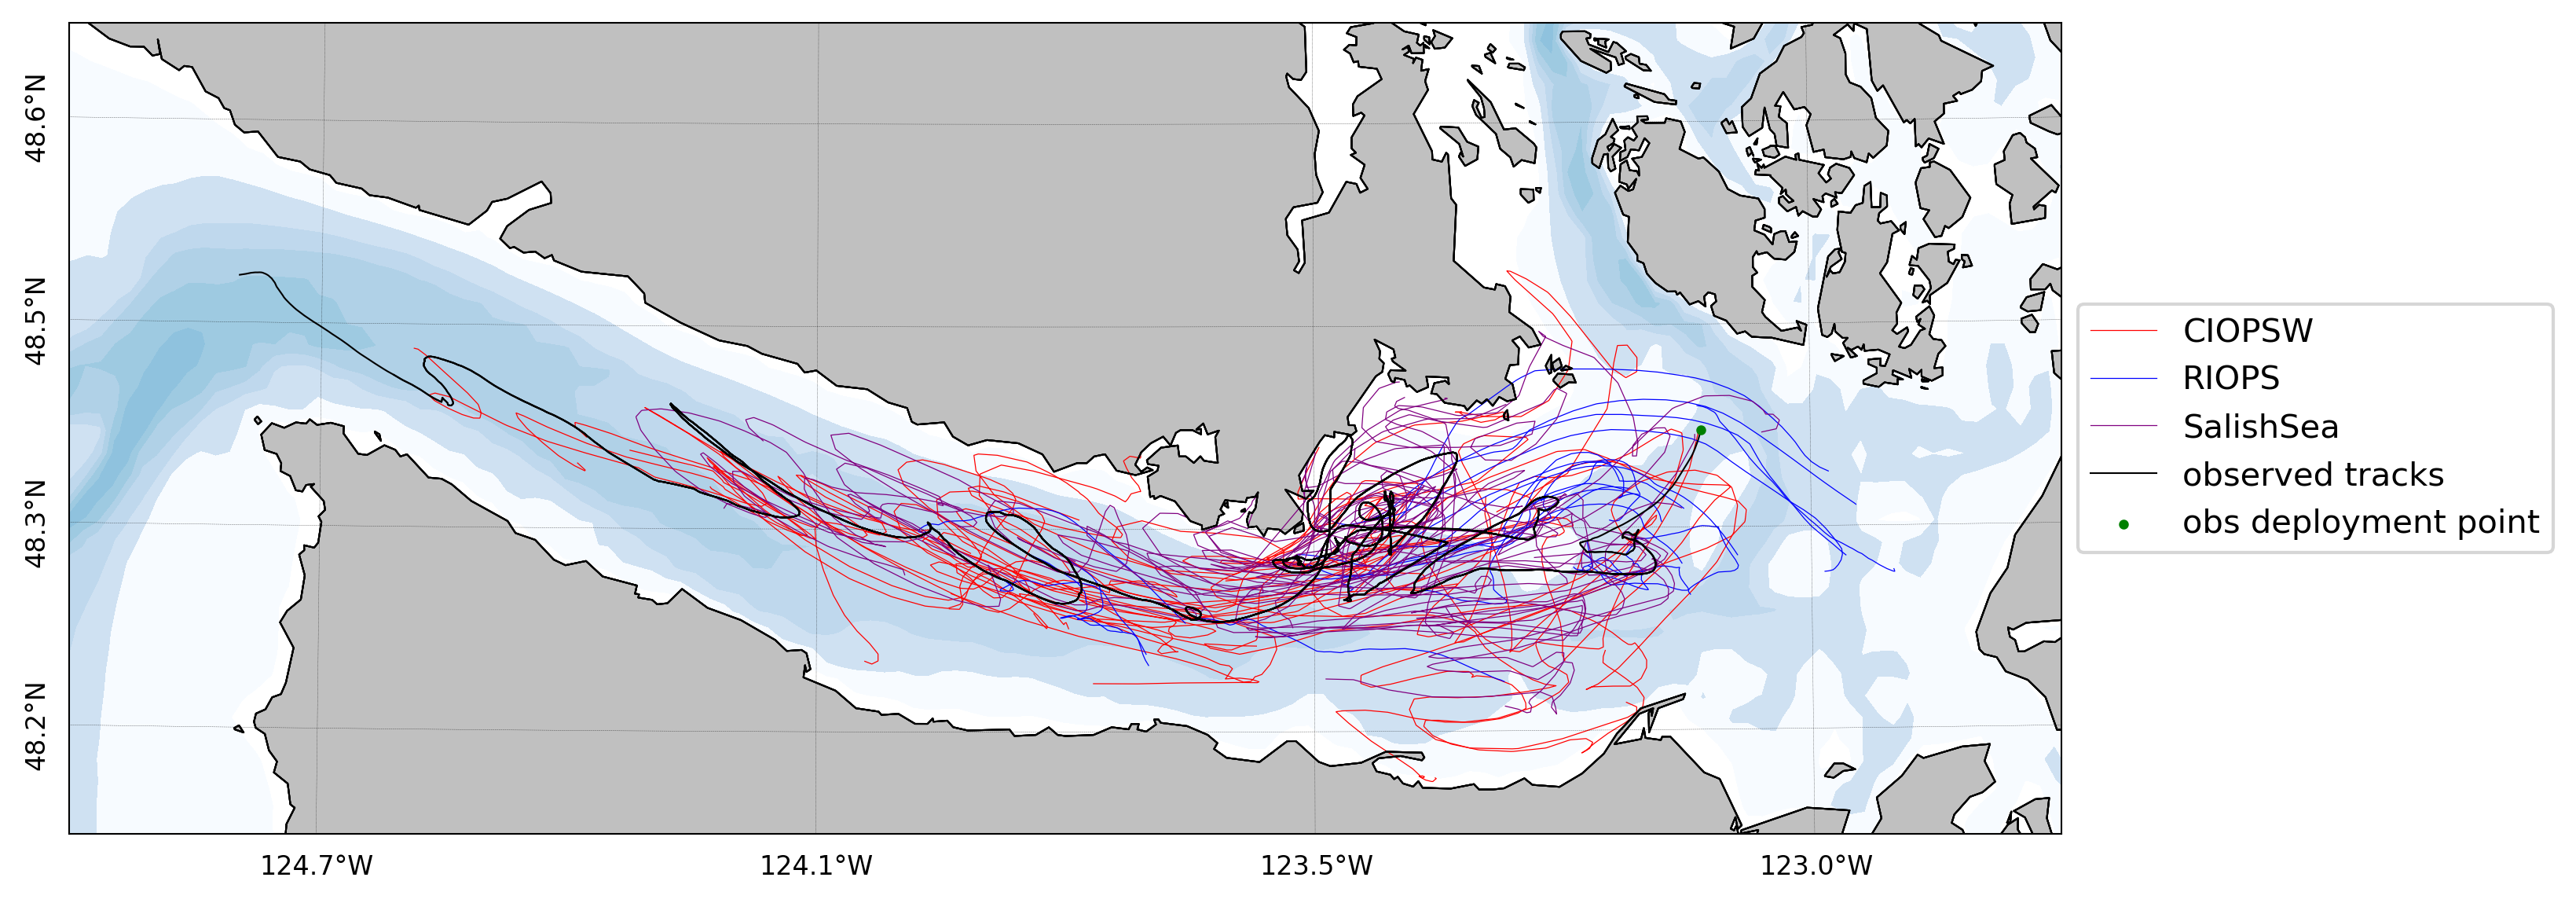 48.6°N
48.5°N
48.3°N
48.2°N
124.7°W
124.1°W
123.5°W
123.0°W
CIOPSW
RIOPS
SalishSea
observed tracks
obs deployment point